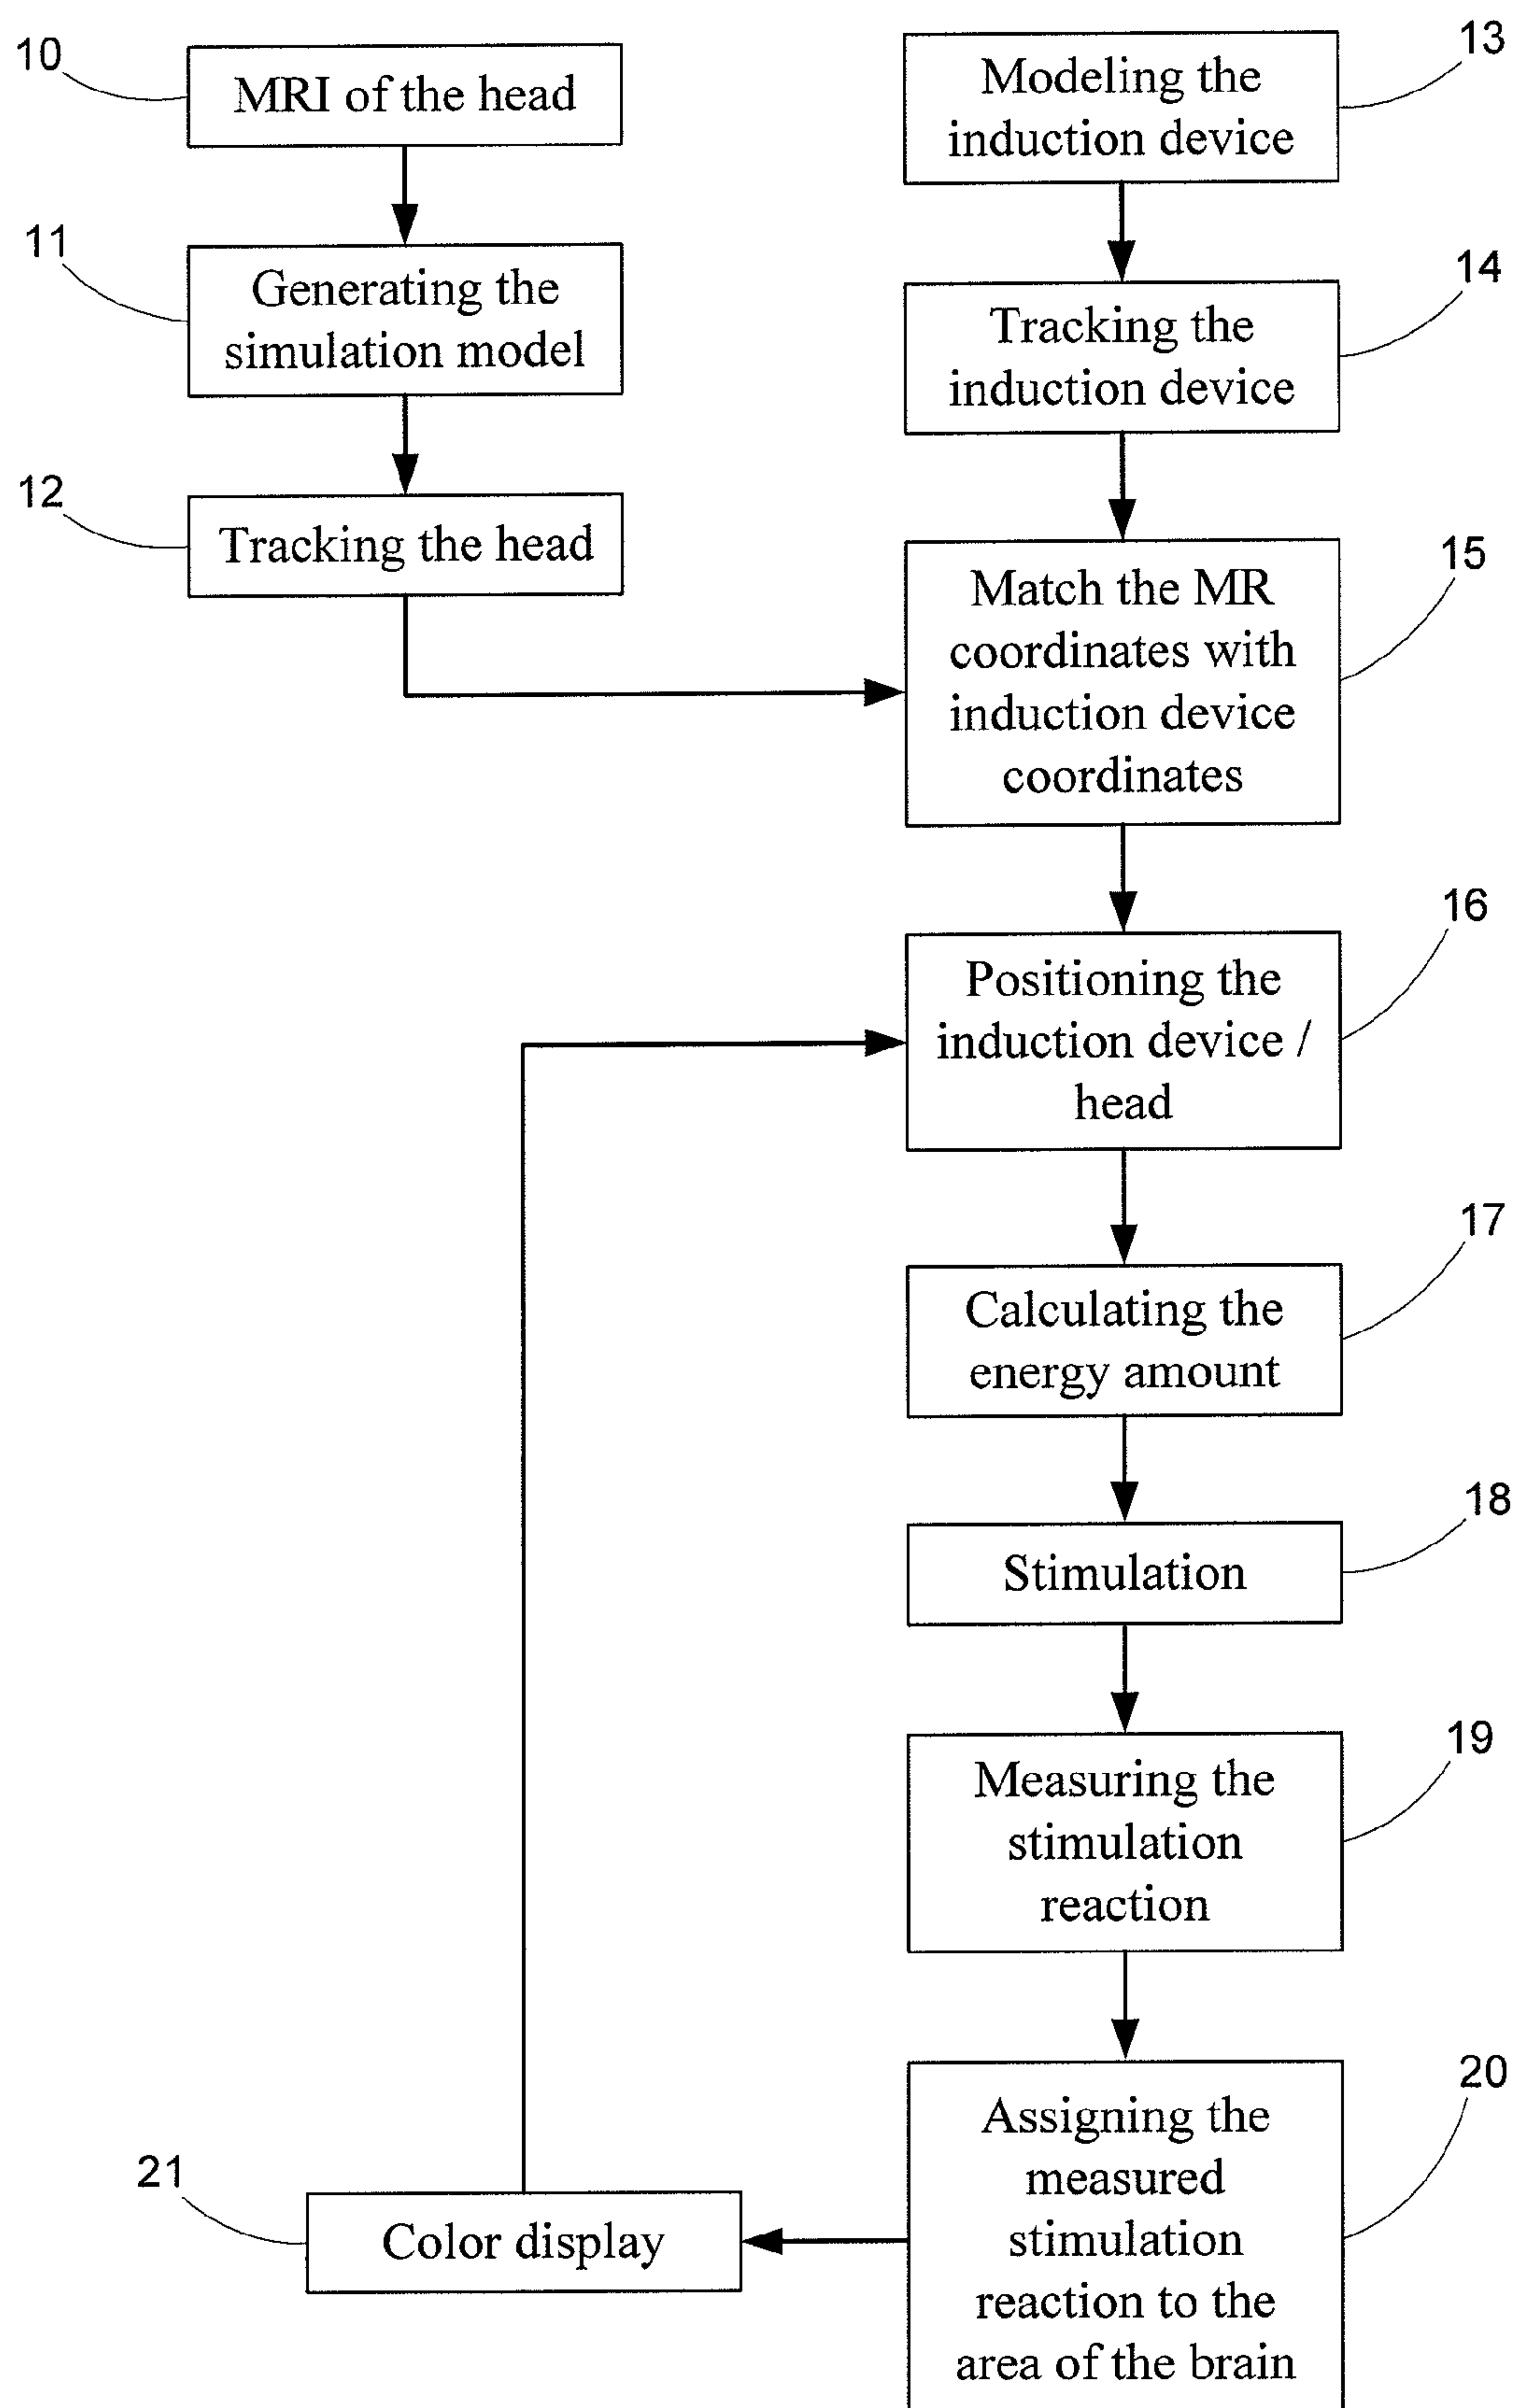 10
MRI of the head
11
Generating the
simulation model
12
Tracking the head
13
Modeling the
induction device
14
Tracking the
induction device
15
Match the MR
coordinates with
induction device
coordinates
16
Positioning the
induction device /
head
17
Calculating the
energy amount
18
Stimulation
19
Measuring the
stimulation
reaction
20
Assigning the
measured
stimulation
reaction to the
area of the brain
21
Color display